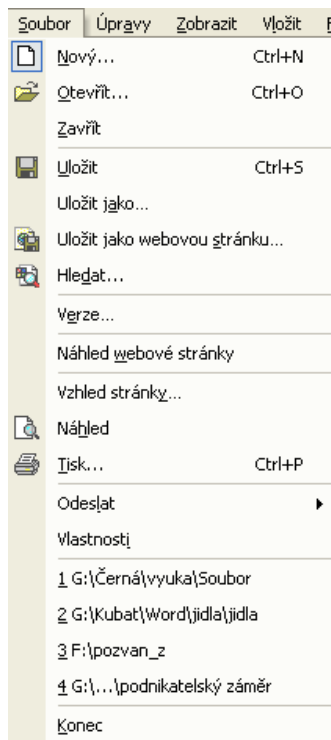 Soubor Úpravy Zobrazit Vložit
Nový... Ctrl+N
Otevřít... Ctrl+O
Zavřít
Uložit Ctrl+S
Uložit jako...
Uložit jako webovou stránku...
Hledat...
Verze...
Náhled webové stránky
Vzhled stránky...
Náhled
Tisk... Ctrl+P
Odeslat
Vlastnosti
1 G:\Černá\vyuka\Soubor
2 G:\Kubat\Word\jidla\jidla
3 F:\pozvan_z
4 G:\...\podnikatelský záměr
Konec